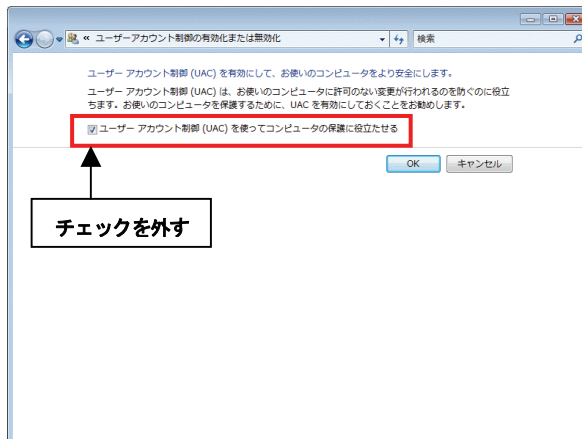 « ユーザーアカウント制御の有効化または無効化
検索
ユーザー アカウント制御 (UAC) を有効にして、お使いのコンピュータをより安全にします。
ユーザー アカウント制御 (UAC) は、お使いのコンピュータに許可のない変更が行われるのを防ぐのに役立
ちます。お使いのコンピュータを保護するために、UAC を有効にしておくことをお勧めします。
ユーザー アカウント制御 (UAC) を使ってコンピュータの保護に役立たせる
OK
キャンセル
チェックを外す